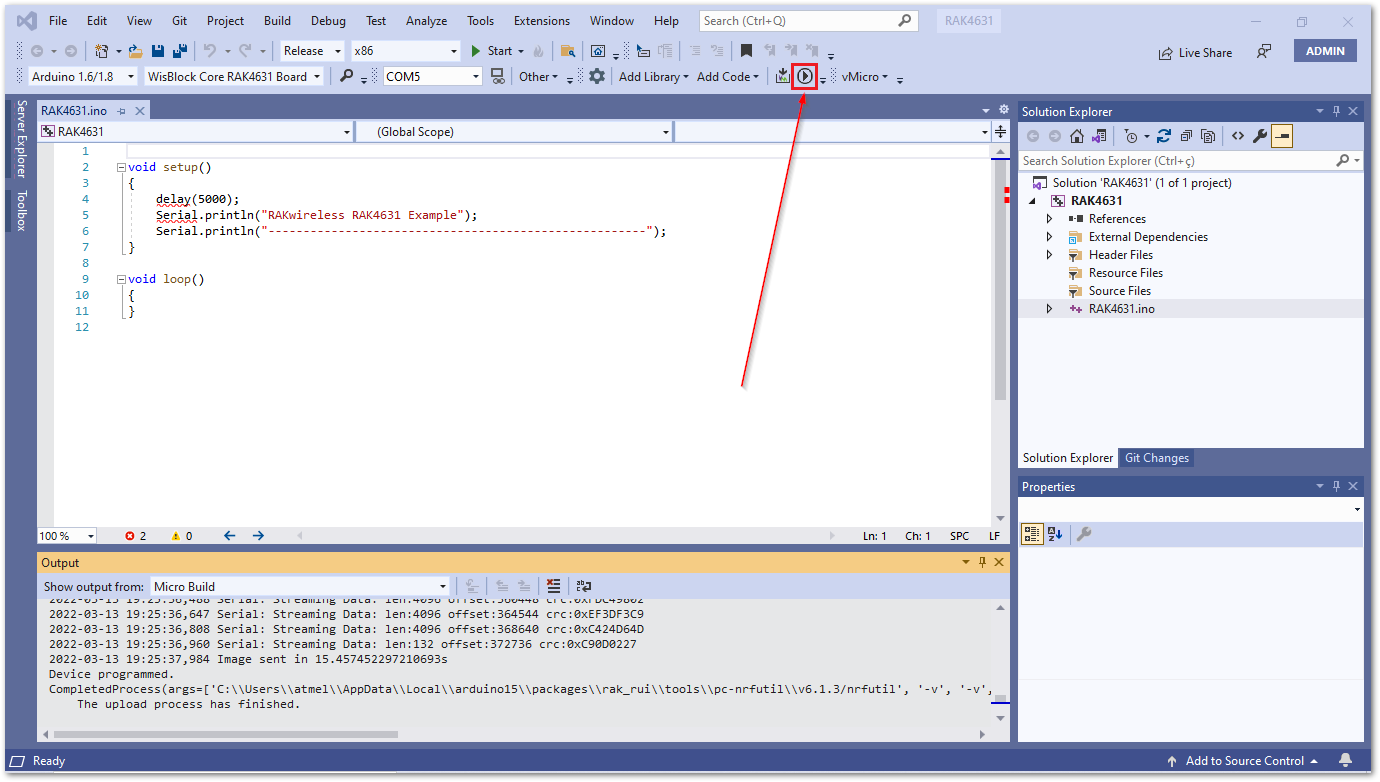 File Edit View Git Project Build Debug Test Analyze Tools Extensions Window Help Search (Ctrl+Q) RAK4631
Release x86 Start Live Share ADMIN
Arduino 1.6/1.8 WisBlock Core RAK4631 Board COM5 Other Add Library Add Code vMicro
Server Explorer
Toolbox
RAK4631.ino
RAK4631 (Global Scope)
1
2 void setup()
3 {
4 delay(5000);
5 Serial.println("RAKwireless RAK4631 Example");
6 Serial.println("------------------------------------------------------");
7 }
8
9 void loop()
10 {
11 }
12
100 % 2 0 Ln: 1 Ch: 1 SPC LF
Output
Show output from: Micro Build
2022-03-13 19:25:36,488 Serial: Streaming Data: len:4096 offset:360448 crc:0xFDC49802
2022-03-13 19:25:36,647 Serial: Streaming Data: len:4096 offset:364544 crc:0xEF3DF3C9
2022-03-13 19:25:36,808 Serial: Streaming Data: len:4096 offset:368640 crc:0xC424D64D
2022-03-13 19:25:36,960 Serial: Streaming Data: len:132 offset:372736 crc:0xC90D0227
2022-03-13 19:25:37,984 Image sent in 15.457452297210693s
Device programmed.
CompletedProcess(args=['C:\\Users\\atmel\\AppData\\Local\\arduino15\\packages\\rak_rui\\tools\\pc-nrfutil\\v6.1.3/nrfutil', '-v', '-v',
The upload process has finished.
Solution Explorer
Search Solution Explorer (Ctrl+ç)
Solution 'RAK4631' (1 of 1 project)
RAK4631
References
External Dependencies
Header Files
Resource Files
Source Files
RAK4631.ino
Solution Explorer Git Changes
Properties
Ready Add to Source Control